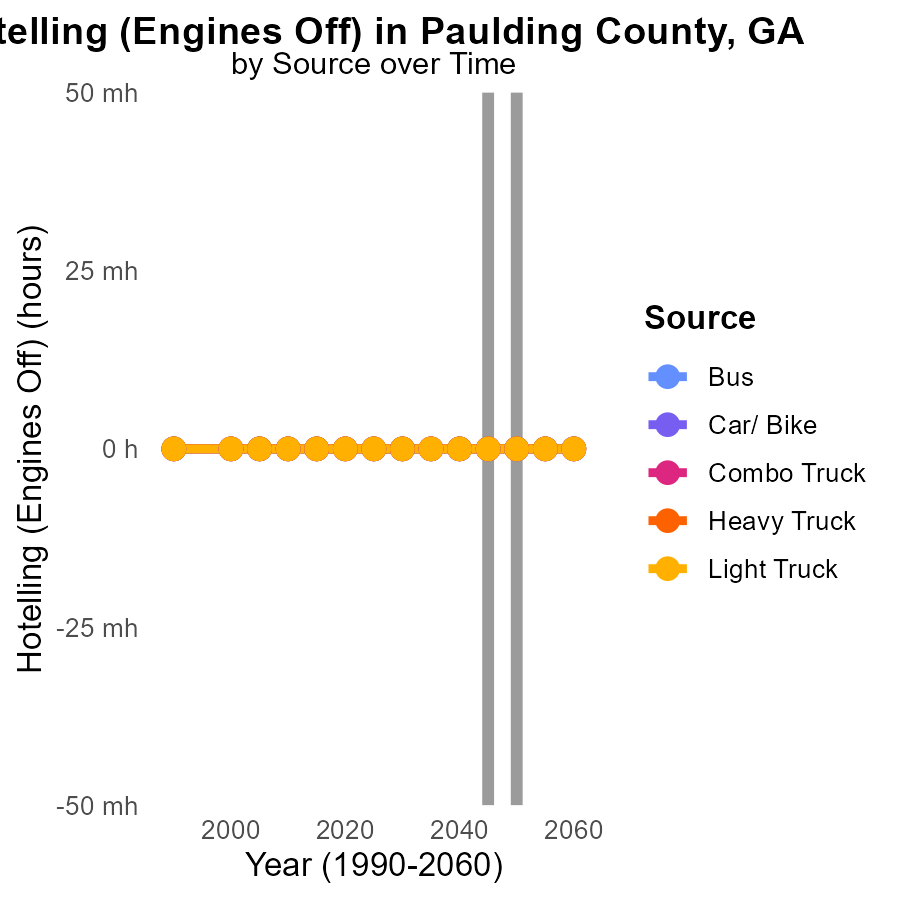 telling (Engines Off) in Paulding County, GA
by Source over Time
50 mh
25 mh
0 h
-25 mh
-50 mh
Hotelling (Engines Off) (hours)
2000 2020 2040 2060
Year (1990-2060)
Source
Bus
Car/ Bike
Combo Truck
Heavy Truck
Light Truck